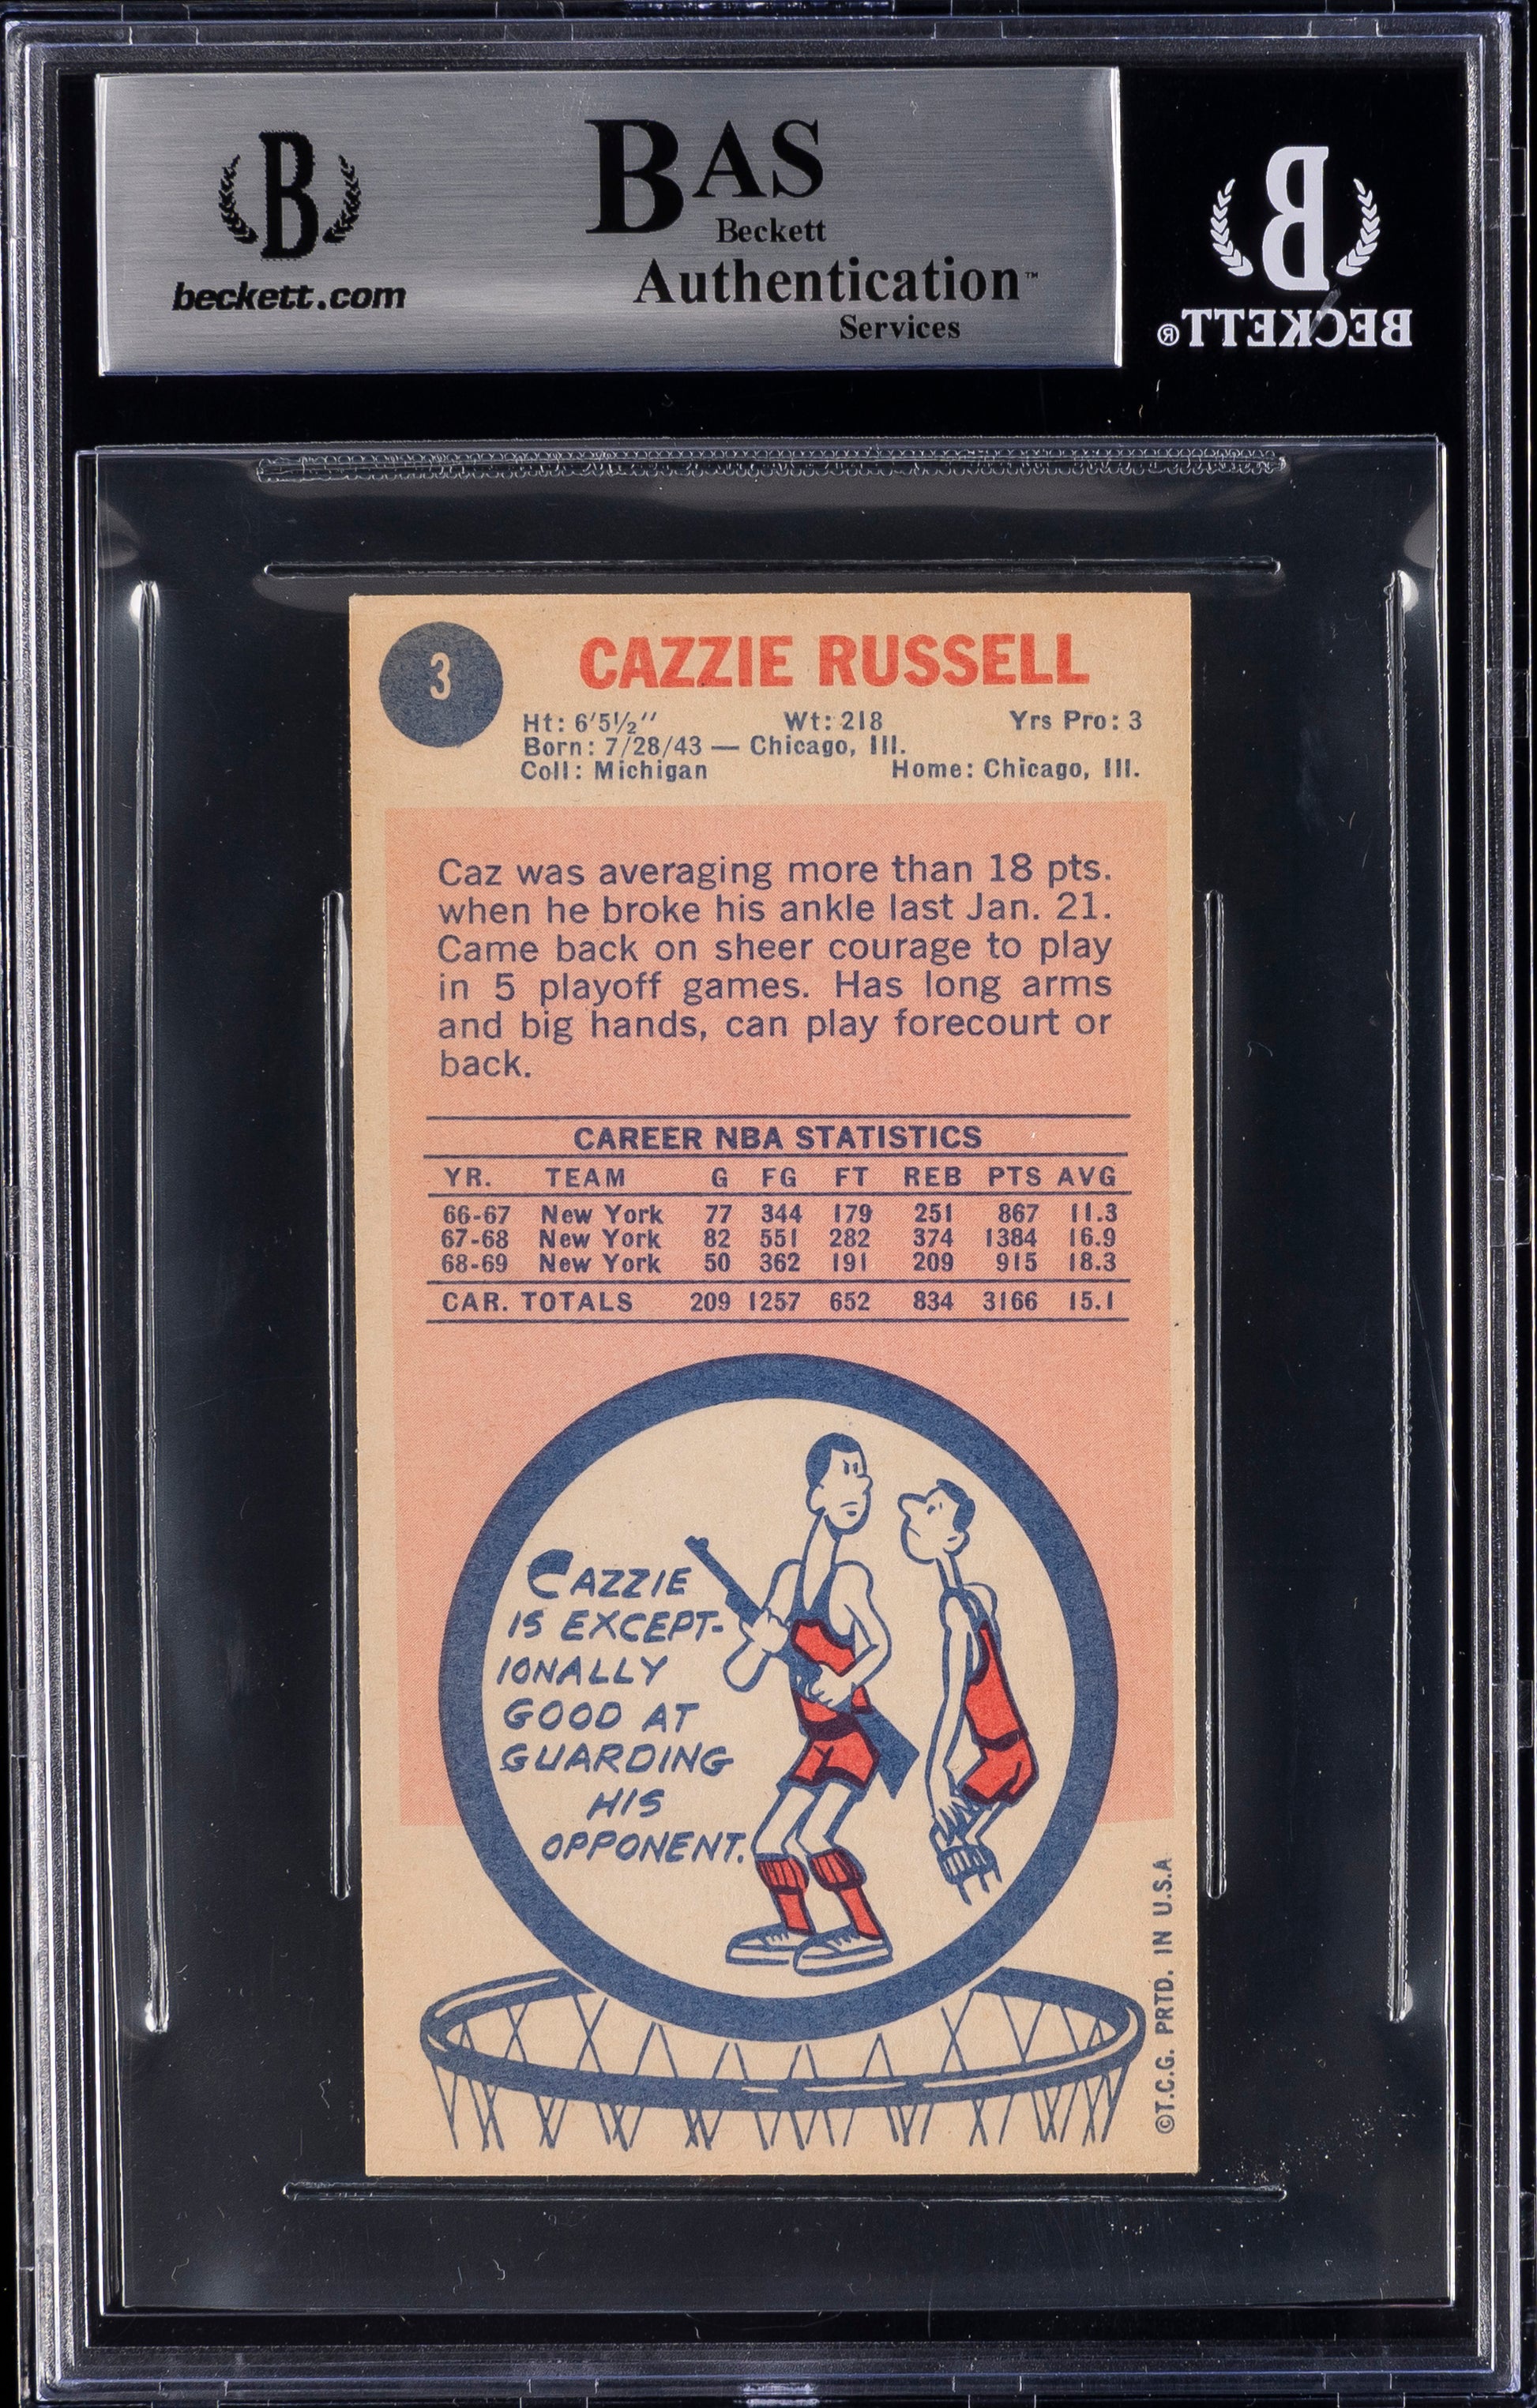 B
beckett.com
BAS
Beckett
Authentication™
Services
B
BECKETT®
3
CAZZIE RUSSELL
Ht: 6'5½" Wt: 218 Yrs Pro: 3
Born: 7/28/43 — Chicago, Ill.
Coll: Michigan Home: Chicago, Ill.
Caz was averaging more than 18 pts.
when he broke his ankle last Jan. 21.
Came back on sheer courage to play
in 5 playoff games. Has long arms
and big hands, can play forecourt or
back.
CAREER NBA STATISTICS
YR. TEAM G FG FT REB PTS AVG
66-67 New York 77 344 179 251 867 11.3
67-68 New York 82 551 282 374 1384 16.9
68-69 New York 50 362 191 209 915 18.3
CAR. TOTALS 209 1257 652 834 3166 15.1
CAZZIE
IS EXCEPT-
IONALLY
GOOD AT
GUARDING
HIS
OPPONENT.
©T.C.G. PRTD. IN U.S.A